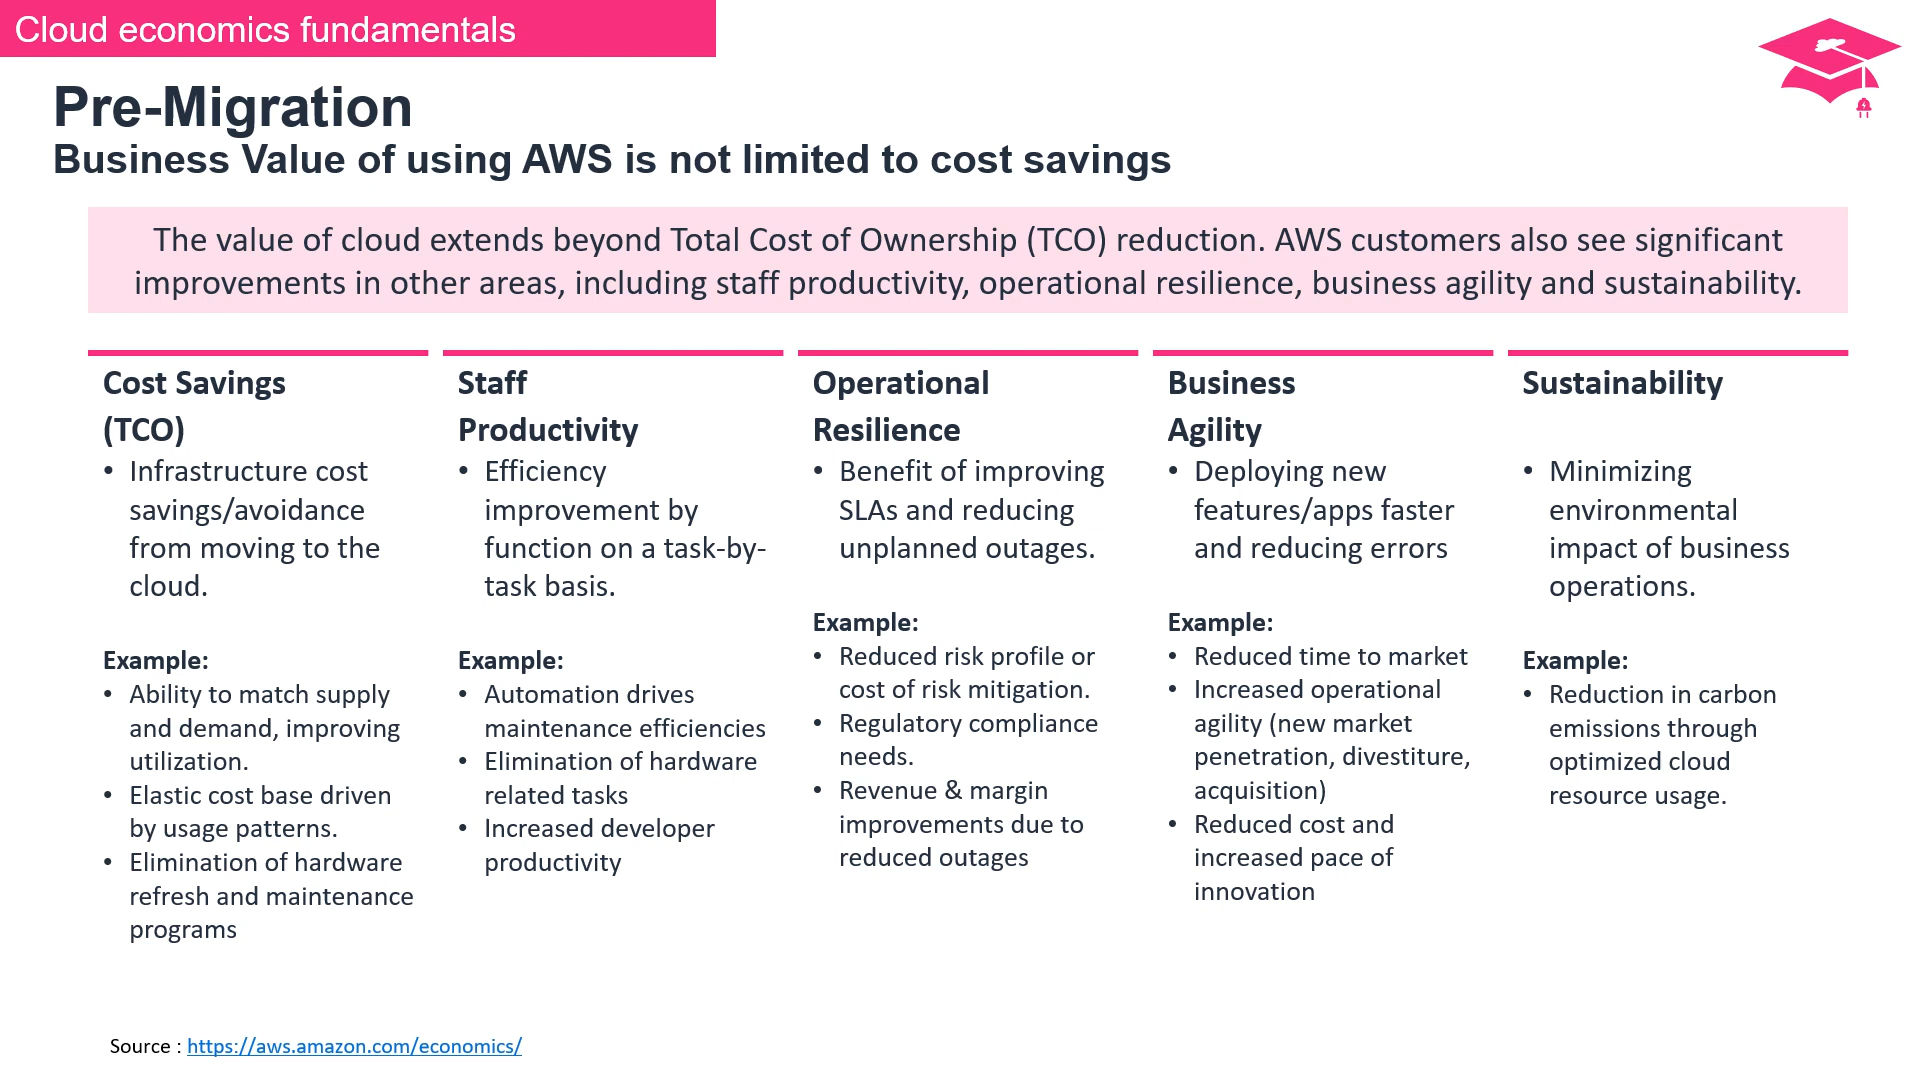 Cloud economics fundamentals
Pre-Migration
Business Value of using AWS is not limited to cost savings
The value of cloud extends beyond Total Cost of Ownership (TCO) reduction. AWS customers also see significant
improvements in other areas, including staff productivity, operational resilience, business agility and sustainability.
Cost Savings
(TCO)
• Infrastructure cost
savings/avoidance
from moving to the
cloud.
Example:
• Ability to match supply
and demand, improving
utilization.
• Elastic cost base driven
by usage patterns.
• Elimination of hardware
refresh and maintenance
programs
Staff
Productivity
• Efficiency
improvement by
function on a task-by-
task basis.
Example:
• Automation drives
maintenance efficiencies
• Elimination of hardware
related tasks
• Increased developer
productivity
Operational
Resilience
• Benefit of improving
SLAs and reducing
unplanned outages.
Example:
• Reduced risk profile or
cost of risk mitigation.
• Regulatory compliance
needs.
• Revenue & margin
improvements due to
reduced outages
Business
Agility
• Deploying new
features/apps faster
and reducing errors
Example:
• Reduced time to market
• Increased operational
agility (new market
penetration, divestiture,
acquisition)
• Reduced cost and
increased pace of
innovation
Sustainability
• Minimizing
environmental
impact of business
operations.
Example:
• Reduction in carbon
emissions through
optimized cloud
resource usage.
Source : https://aws.amazon.com/economics/